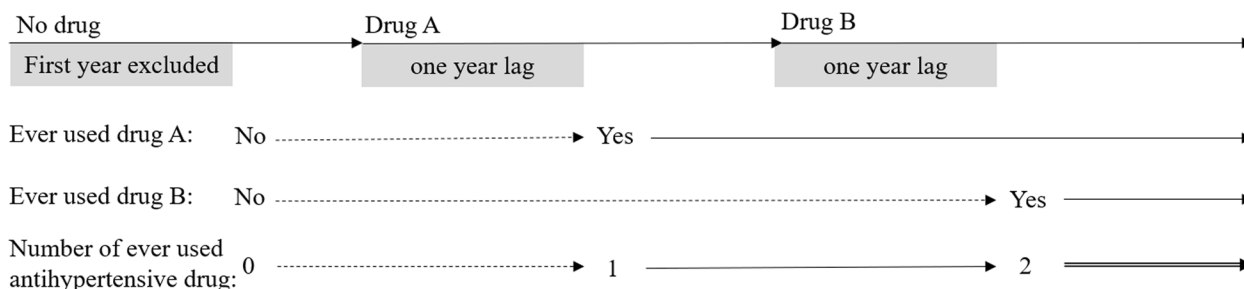 No drug Drug A Drug B
First year excluded one year lag one year lag
Ever used drug A: No Yes
Ever used drug B: No Yes
Number of ever used
antihypertensive drug: 0 1 2